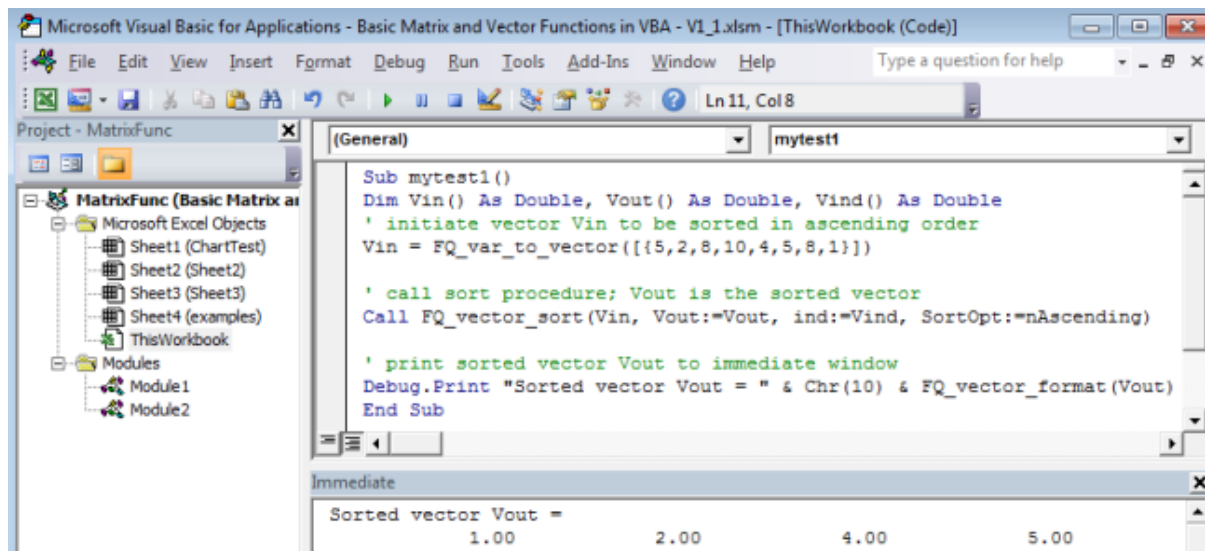 Microsoft Visual Basic for Applications - Basic Matrix and Vector Functions in VBA - V1_1.xlsm - [ThisWorkbook (Code)]
File Edit View Insert Format Debug Run Tools Add-Ins Window Help Type a question for help
Ln 11, Col 8
Project - MatrixFunc
(General) mytest1
MatrixFunc (Basic Matrix ar
Microsoft Excel Objects
Sheet1 (ChartTest)
Sheet2 (Sheet2)
Sheet3 (Sheet3)
Sheet4 (examples)
ThisWorkbook
Modules
Module1
Module2
Sub mytest1()
Dim Vin() As Double, Vout() As Double, Vind() As Double
' initiate vector Vin to be sorted in ascending order
Vin = FQ_var_to_vector([{5,2,8,10,4,5,8,1}])
' call sort procedure; Vout is the sorted vector
Call FQ_vector_sort(Vin, Vout:=Vout, ind:=Vind, SortOpt:=nAscending)
' print sorted vector Vout to immediate window
Debug.Print "Sorted vector Vout = " & Chr(10) & FQ_vector_format(Vout)
End Sub
Immediate
Sorted vector Vout =
1.00 2.00 4.00 5.00